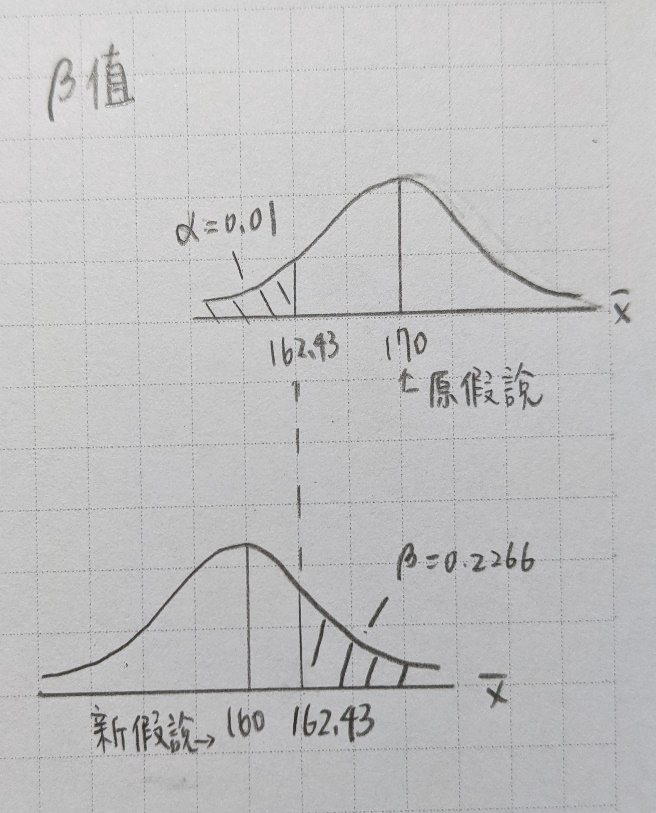 β值
α=0.01
x̄
162.43 170
↑原假說
β=0.2266
x̄
新假說→160 162.43